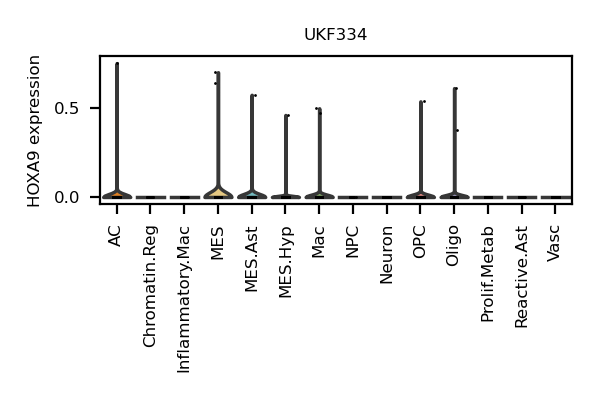 UKF334
HOXA9 expression
0.5
0.0
AC
Chromatin.Reg
Inflammatory.Mac
MES
MES.Ast
MES.Hyp
Mac
NPC
Neuron
OPC
Oligo
Prolif.Metab
Reactive.Ast
Vasc